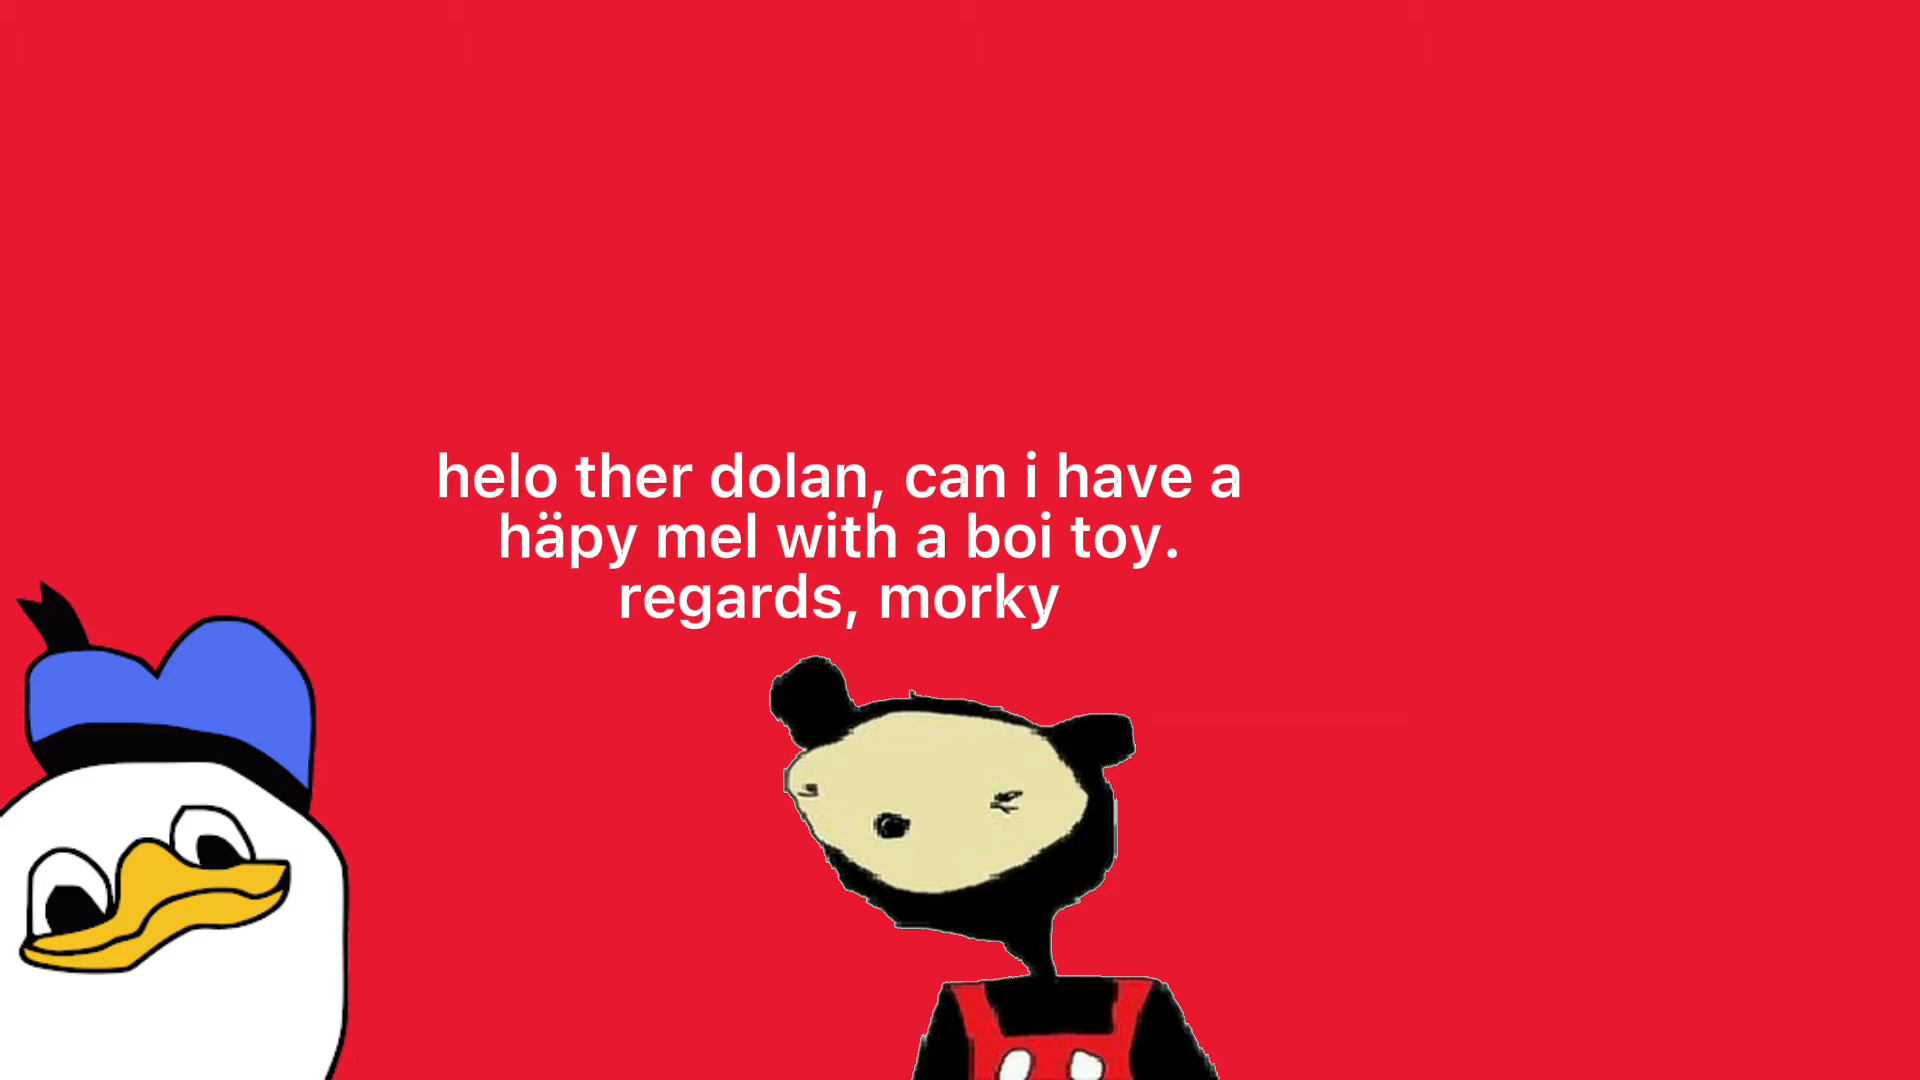 helo ther dolan, can i have a
häpy mel with a boi toy.
regards, morky